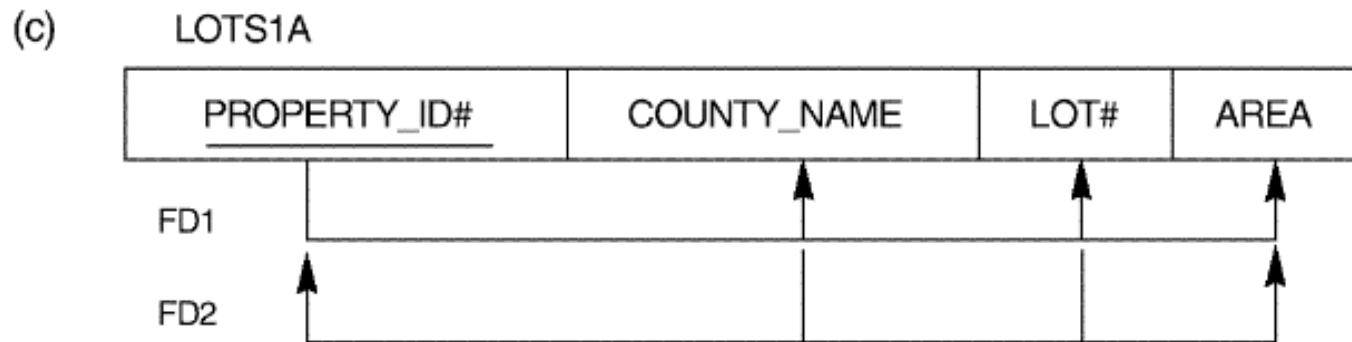 (c) LOTS1A
PROPERTY_ID# COUNTY_NAME LOT# AREA
FD1
FD2